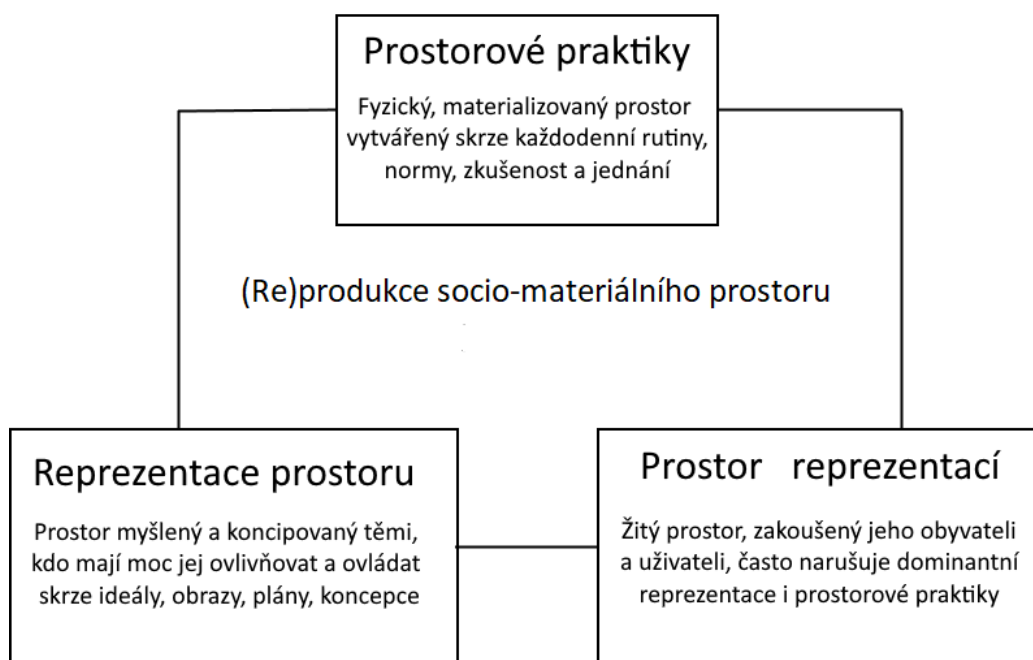 Prostorové praktiky
Fyzický, materializovaný prostor
vytvářený skrze každodenní rutiny,
normy, zkušenost a jednání
(Re)produkce socio-materiálního prostoru
Reprezentace prostoru
Prostor myšlený a koncipovaný těmi,
kdo mají moc jej ovlivňovat a ovládat
skrze ideály, obrazy, plány, koncepce
Prostor reprezentací
Žitý prostor, zakoušený jeho obyvateli
a uživateli, často narušuje dominantní
reprezentace i prostorové praktiky